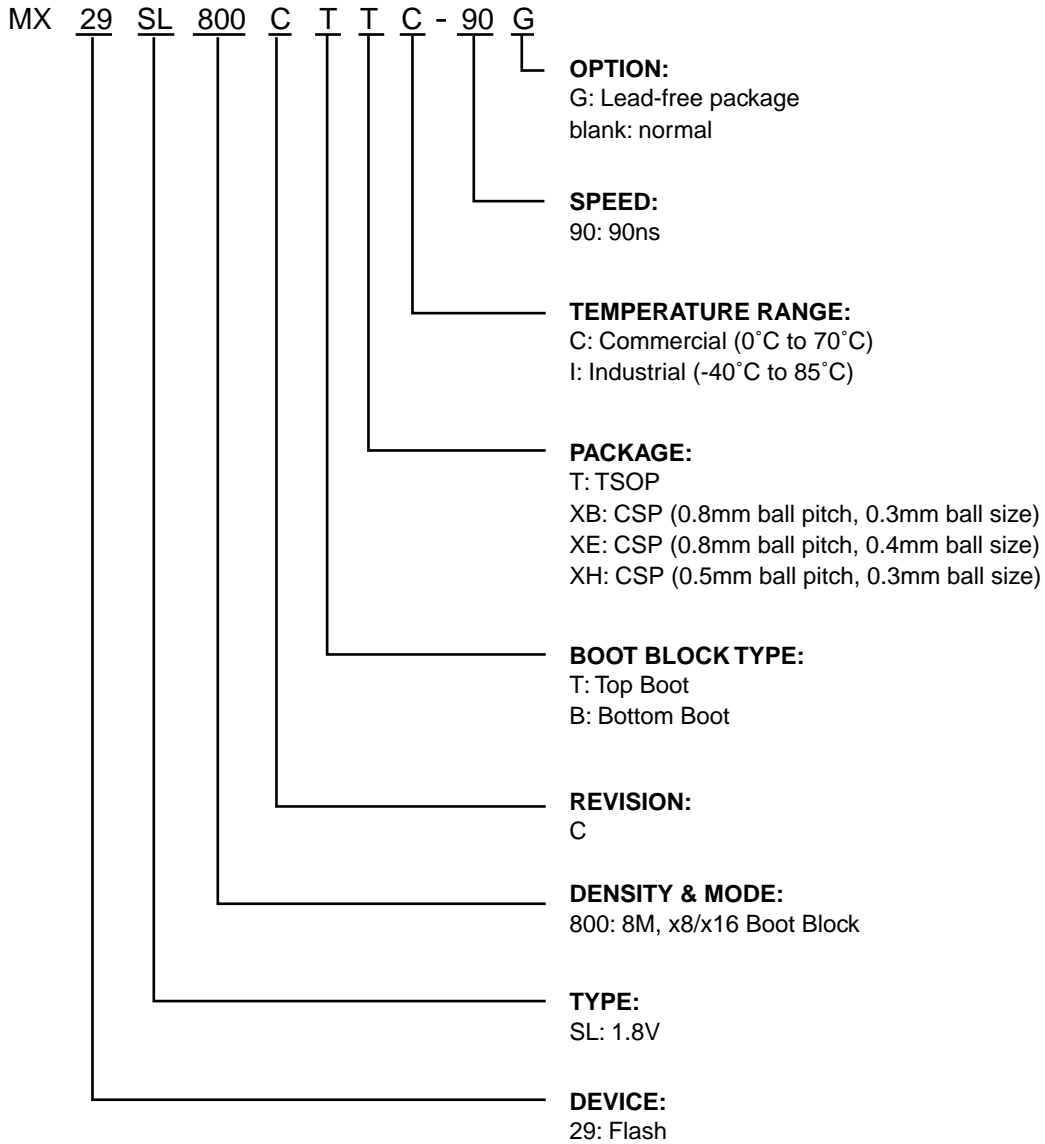 MX 29 SL 800 C T T C - 90 G
OPTION:
G: Lead-free package
blank: normal
SPEED:
90: 90ns
TEMPERATURE RANGE:
C: Commercial (0˚C to 70˚C)
I: Industrial (-40˚C to 85˚C)
PACKAGE:
T: TSOP
XB: CSP (0.8mm ball pitch, 0.3mm ball size)
XE: CSP (0.8mm ball pitch, 0.4mm ball size)
XH: CSP (0.5mm ball pitch, 0.3mm ball size)
BOOT BLOCK TYPE:
T: Top Boot
B: Bottom Boot
REVISION:
C
DENSITY & MODE:
800: 8M, x8/x16 Boot Block
TYPE:
SL: 1.8V
DEVICE:
29: Flash